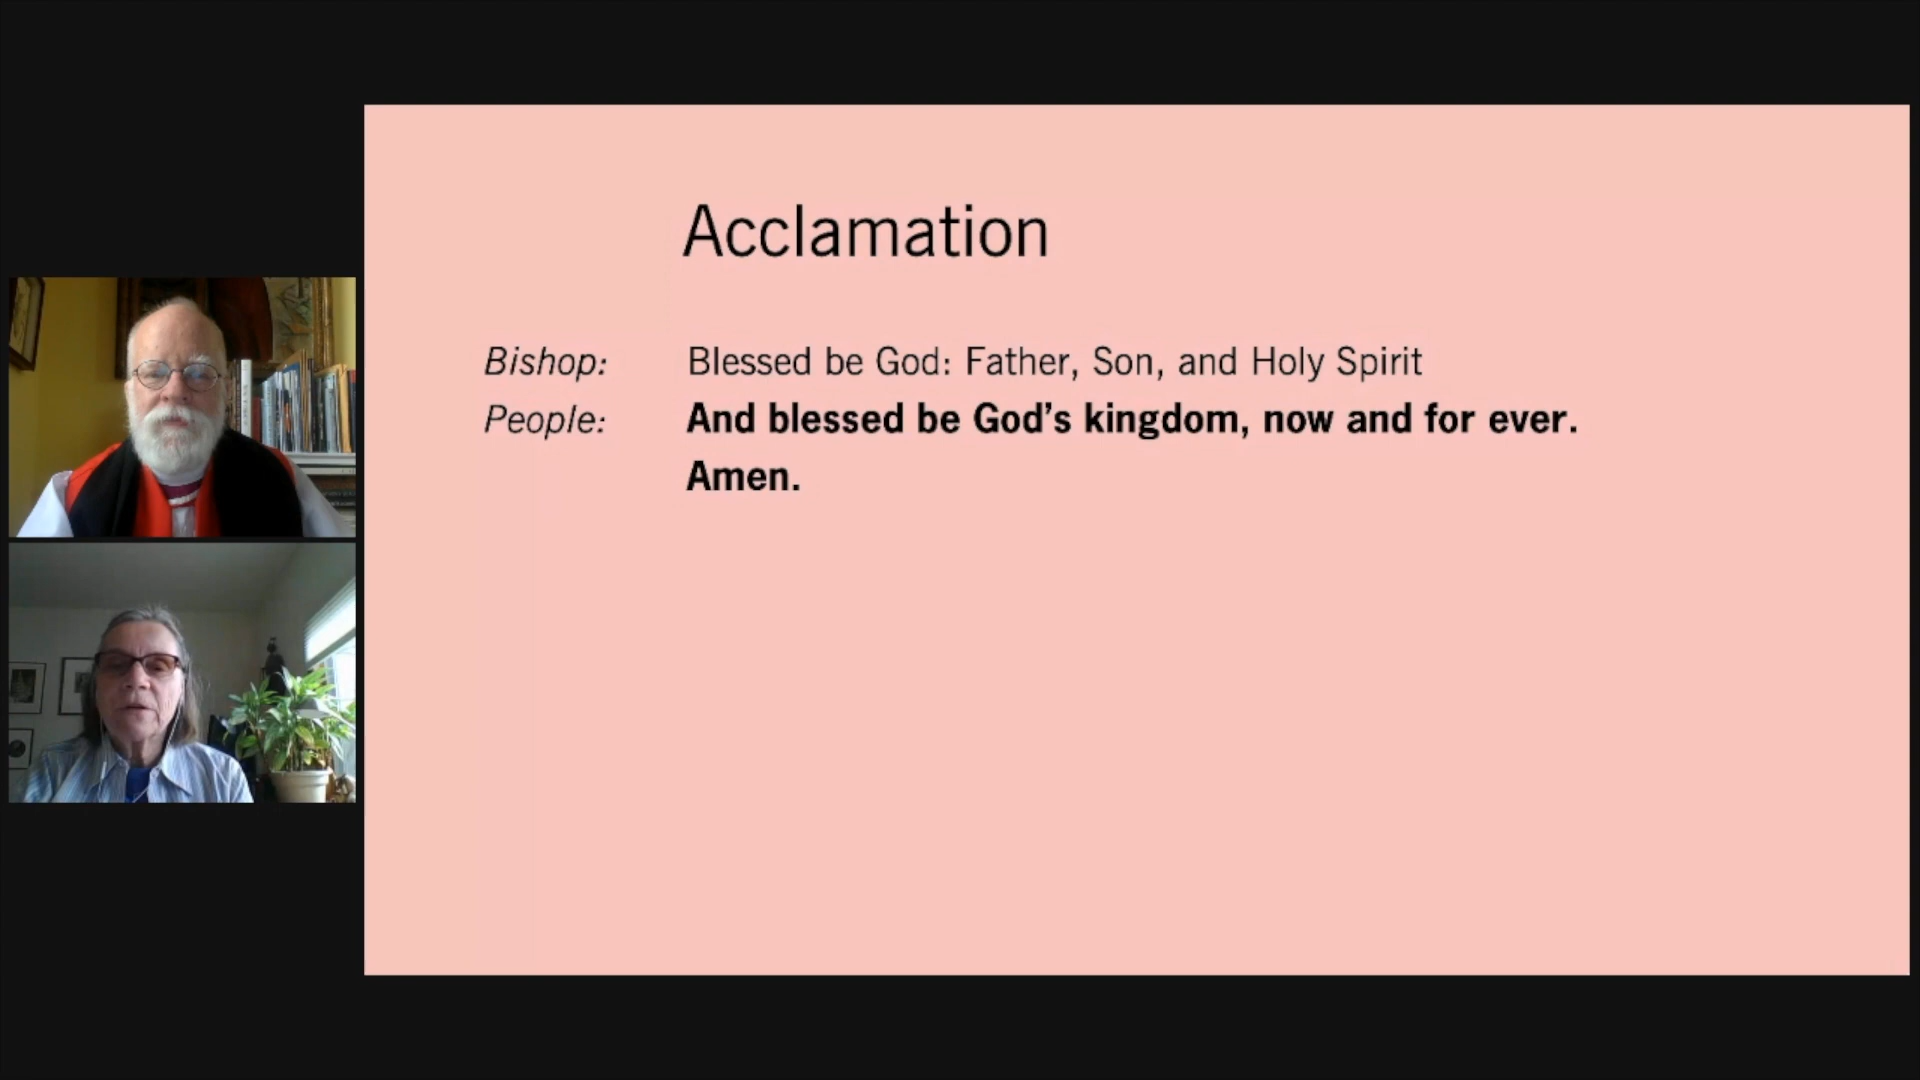 Acclamation
Bishop: Blessed be God: Father, Son, and Holy Spirit
People: And blessed be God’s kingdom, now and for ever.
Amen.